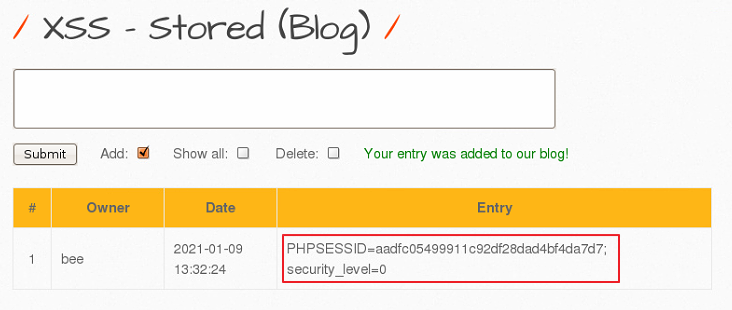 / XSS - Stored (Blog) /
Submit Add: Show all: Delete: Your entry was added to our blog!
# Owner Date Entry
1 bee 2021-01-09 13:32:24 PHPSESSID=aadfc05499911c92df28dad4bf4da7d7; security_level=0